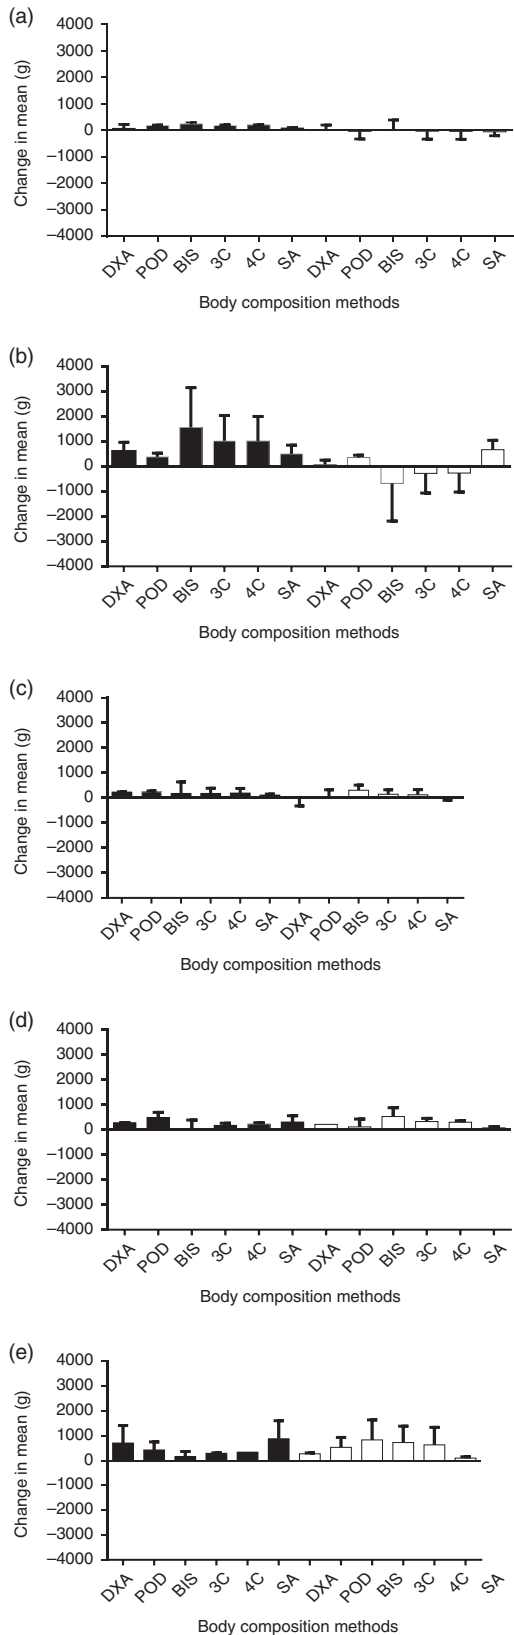 (a)
4000
3000
2000
1000
0
–1000
–2000
–3000
–4000
Change in mean (g)
DXA POD BIS 3C 4C SA DXA POD BIS 3C 4C SA
Body composition methods
(b)
4000
3000
2000
1000
0
–1000
–2000
–3000
–4000
Change in mean (g)
DXA POD BIS 3C 4C SA DXA POD BIS 3C 4C SA
Body composition methods
(c)
4000
3000
2000
1000
0
–1000
–2000
–3000
–4000
Change in mean (g)
DXA POD BIS 3C 4C SA DXA POD BIS 3C 4C SA
Body composition methods
(d)
4000
3000
2000
1000
0
–1000
–2000
–3000
–4000
Change in mean (g)
DXA POD BIS 3C 4C SA DXA POD BIS 3C 4C SA
Body composition methods
(e)
4000
3000
2000
1000
0
–1000
–2000
–3000
–4000
Change in mean (g)
DXA POD BIS 3C 4C SA DXA POD BIS 3C 4C SA
Body composition methods